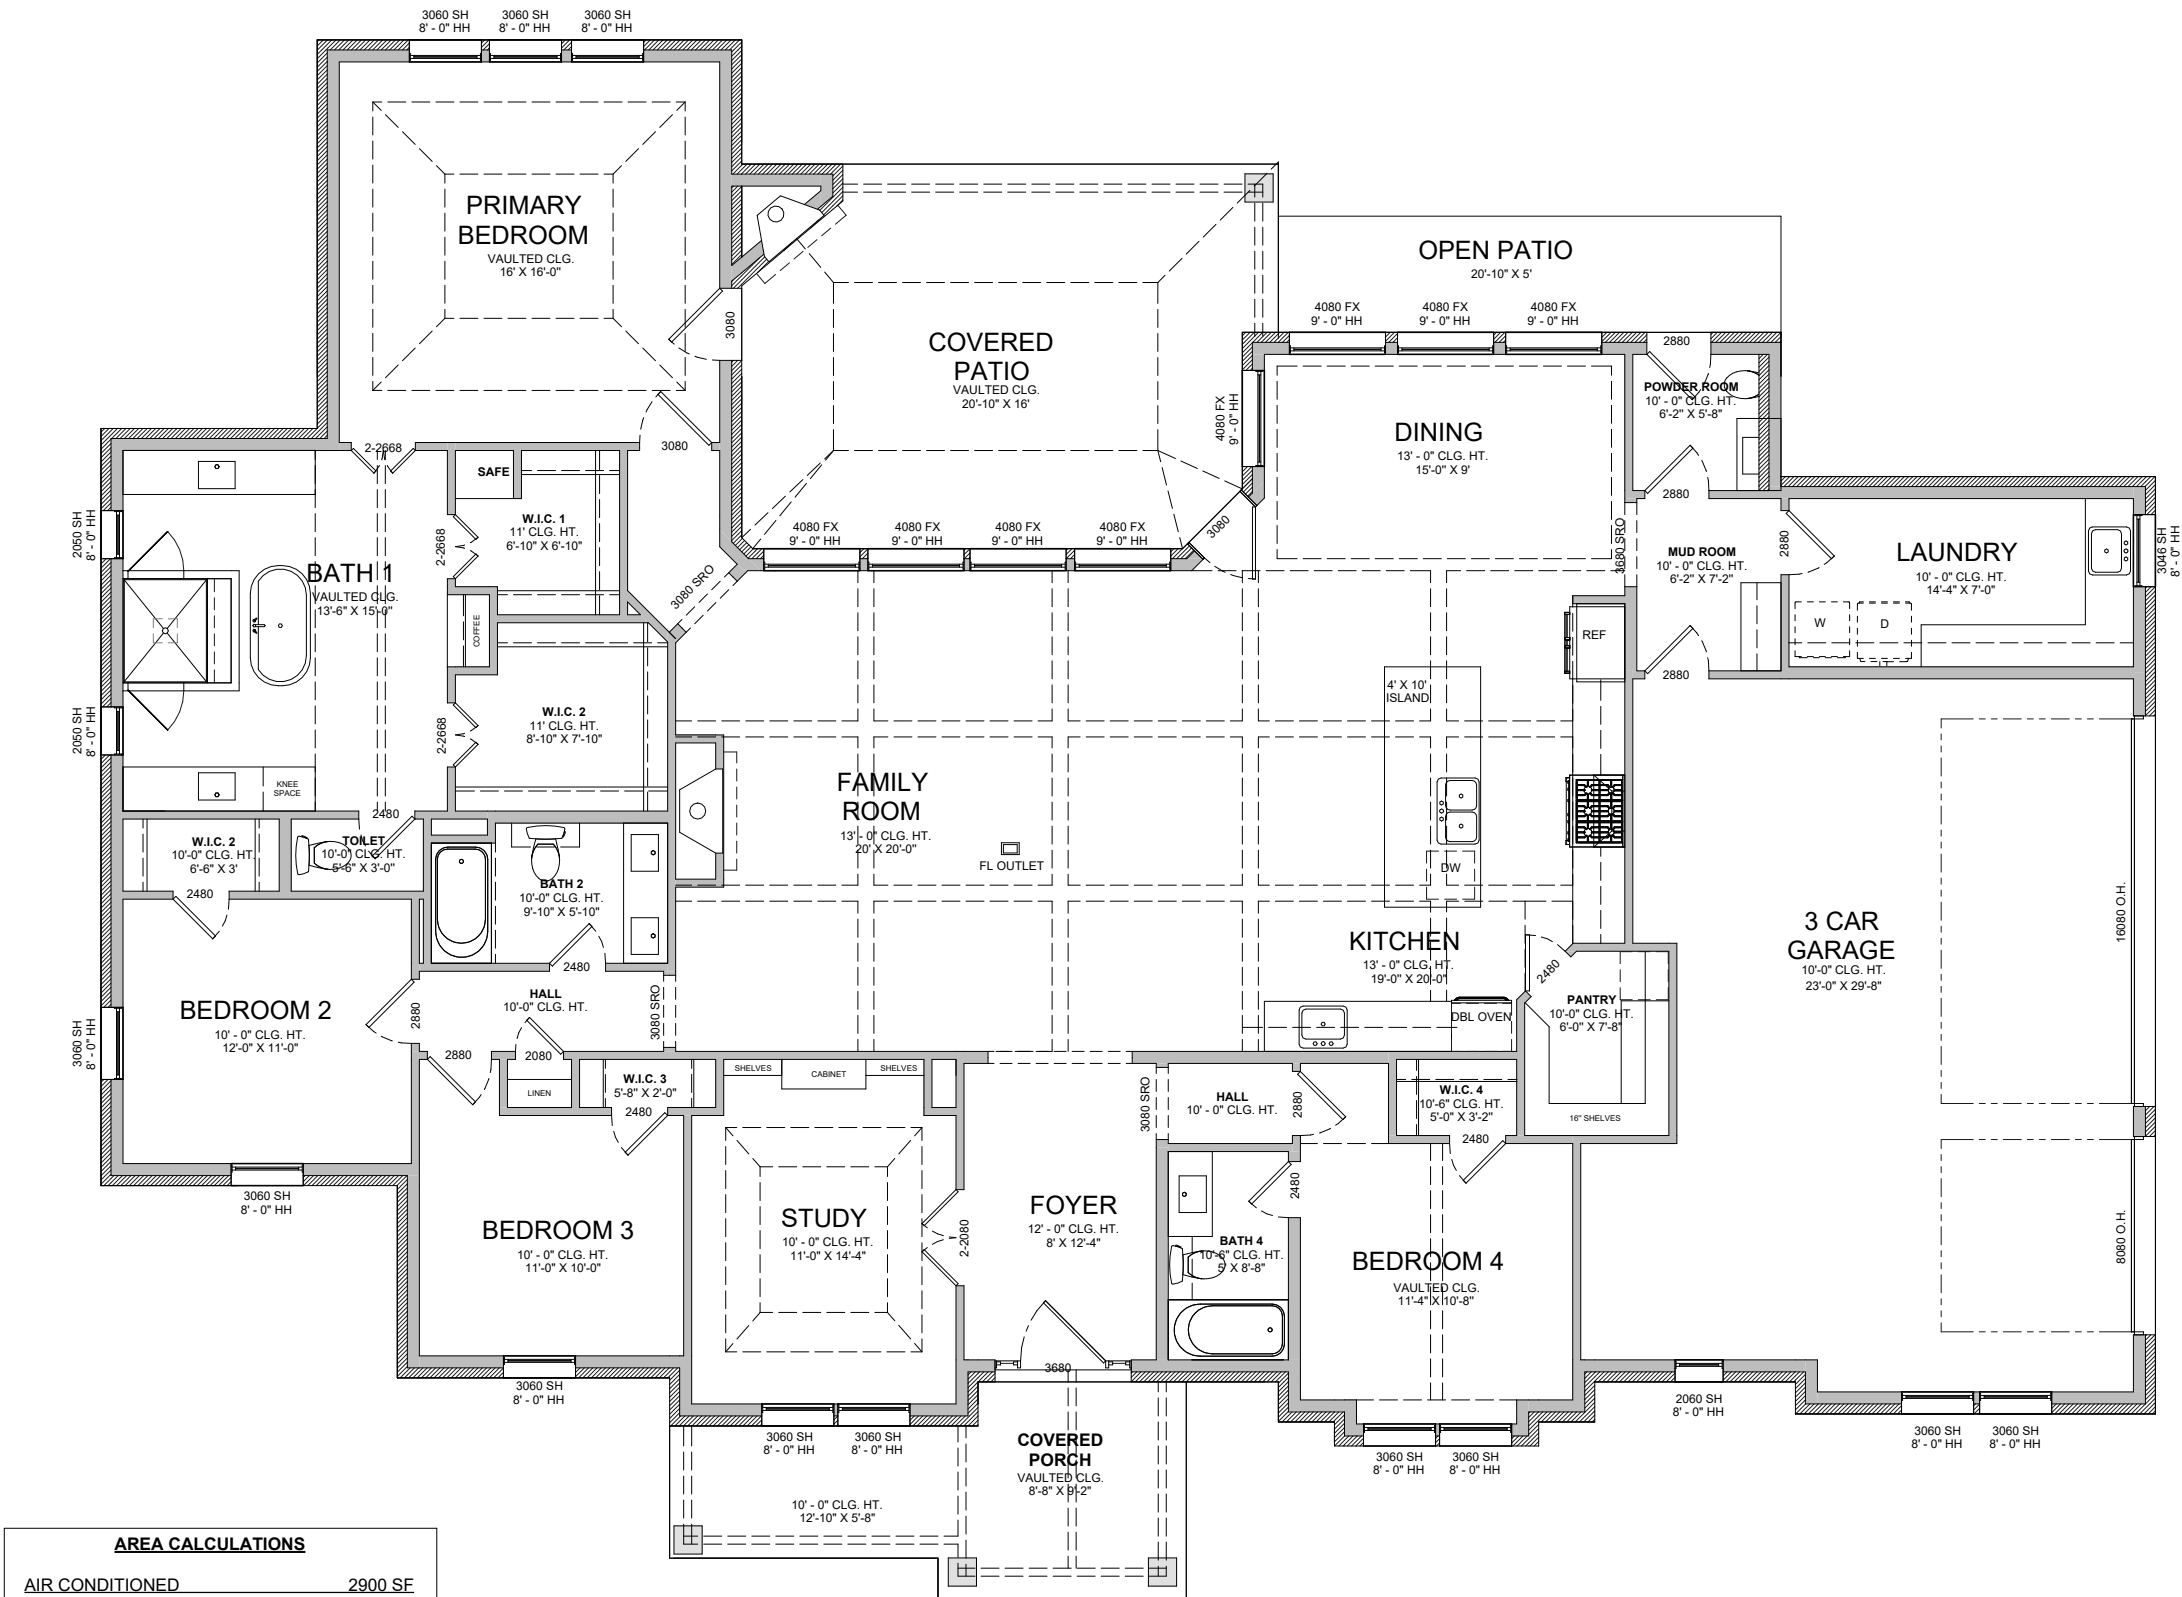 3060 SH
8' - 0" HH
3060 SH
8' - 0" HH
3060 SH
8' - 0" HH
PRIMARY
BEDROOM
VAULTED CLG.
16' X 16'-0"
3080
3080
COVERED
PATIO
VAULTED CLG.
20'-10" X 16'
OPEN PATIO
20'-10" X 5'
4080 FX
9' - 0" HH
4080 FX
9' - 0" HH
4080 FX
9' - 0" HH
4080 FX
9' - 0" HH
2880
POWDER ROOM
10' - 0" CLG. HT.
6'-2" X 5'-8"
2880
DINING
13' - 0" CLG. HT.
15'-0" X 9'
2-2668
SAFE
W.I.C. 1
11' CLG. HT.
6'-10" X 6'-10"
2-2668
2050 SH
8' - 0" HH
BATH 1
VAULTED CLG.
13'-6" X 15'-0"
COFFEE
3080 SRO
4080 FX
9' - 0" HH
4080 FX
9' - 0" HH
4080 FX
9' - 0" HH
4080 FX
9' - 0" HH
3080
3680 SRO
MUD ROOM
10' - 0" CLG. HT.
6'-2" X 7'-2"
2880
LAUNDRY
10' - 0" CLG. HT.
14'-4" X 7'-0"
W
D
3046 SH
8' - 0" HH
REF
2880
4' X 10'
ISLAND
2050 SH
8' - 0" HH
2-2668
W.I.C. 2
11' CLG. HT.
8'-10" X 7'-10"
KNEE
SPACE
2480
FAMILY
ROOM
13' - 0" CLG. HT.
20' X 20'-0"
FL OUTLET
DW
W.I.C. 2
10'-0" CLG. HT.
6'-6" X 3'
2480
TOILET
10'-0" CLG. HT.
5'-6" X 3'-0"
BATH 2
10'-0" CLG. HT.
9'-10" X 5'-10"
2480
3 CAR
GARAGE
10'-0" CLG. HT.
23'-0" X 29'-8"
16080 O.H.
KITCHEN
13' - 0" CLG. HT.
19'-0" X 20'-0"
2480
DBL OVEN
PANTRY
10'-0" CLG. HT.
6'-0" X 7'-8"
16" SHELVES
BEDROOM 2
10' - 0" CLG. HT.
12'-0" X 11'-0"
3060 SH
8' - 0" HH
2880
HALL
10'-0" CLG. HT.
3080 SRO
2880
2080
LINEN
W.I.C. 3
5'-8" X 2'-0"
2480
SHELVES
CABINET
SHELVES
3080 SRO
HALL
10' - 0" CLG. HT.
2880
W.I.C. 4
10'-6" CLG. HT.
5'-0" X 3'-2"
2480
3060 SH
8' - 0" HH
BEDROOM 3
10' - 0" CLG. HT.
11'-0" X 10'-0"
STUDY
10' - 0" CLG. HT.
11'-0" X 14'-4"
2-2080
FOYER
12' - 0" CLG. HT.
8' X 12'-4"
2480
BATH 4
10'-6" CLG. HT.
5' X 8'-8"
BEDROOM 4
VAULTED CLG.
11'-4" X 10'-8"
8080 O.H.
3680
3060 SH
8' - 0" HH
3060 SH
8' - 0" HH
3060 SH
8' - 0" HH
COVERED
PORCH
VAULTED CLG.
8'-8" X 9'-2"
10' - 0" CLG. HT.
12'-10" X 5'-8"
3060 SH
8' - 0" HH
3060 SH
8' - 0" HH
2060 SH
8' - 0" HH
3060 SH
8' - 0" HH
3060 SH
8' - 0" HH
AREA CALCULATIONS
AIR CONDITIONED 2900 SF